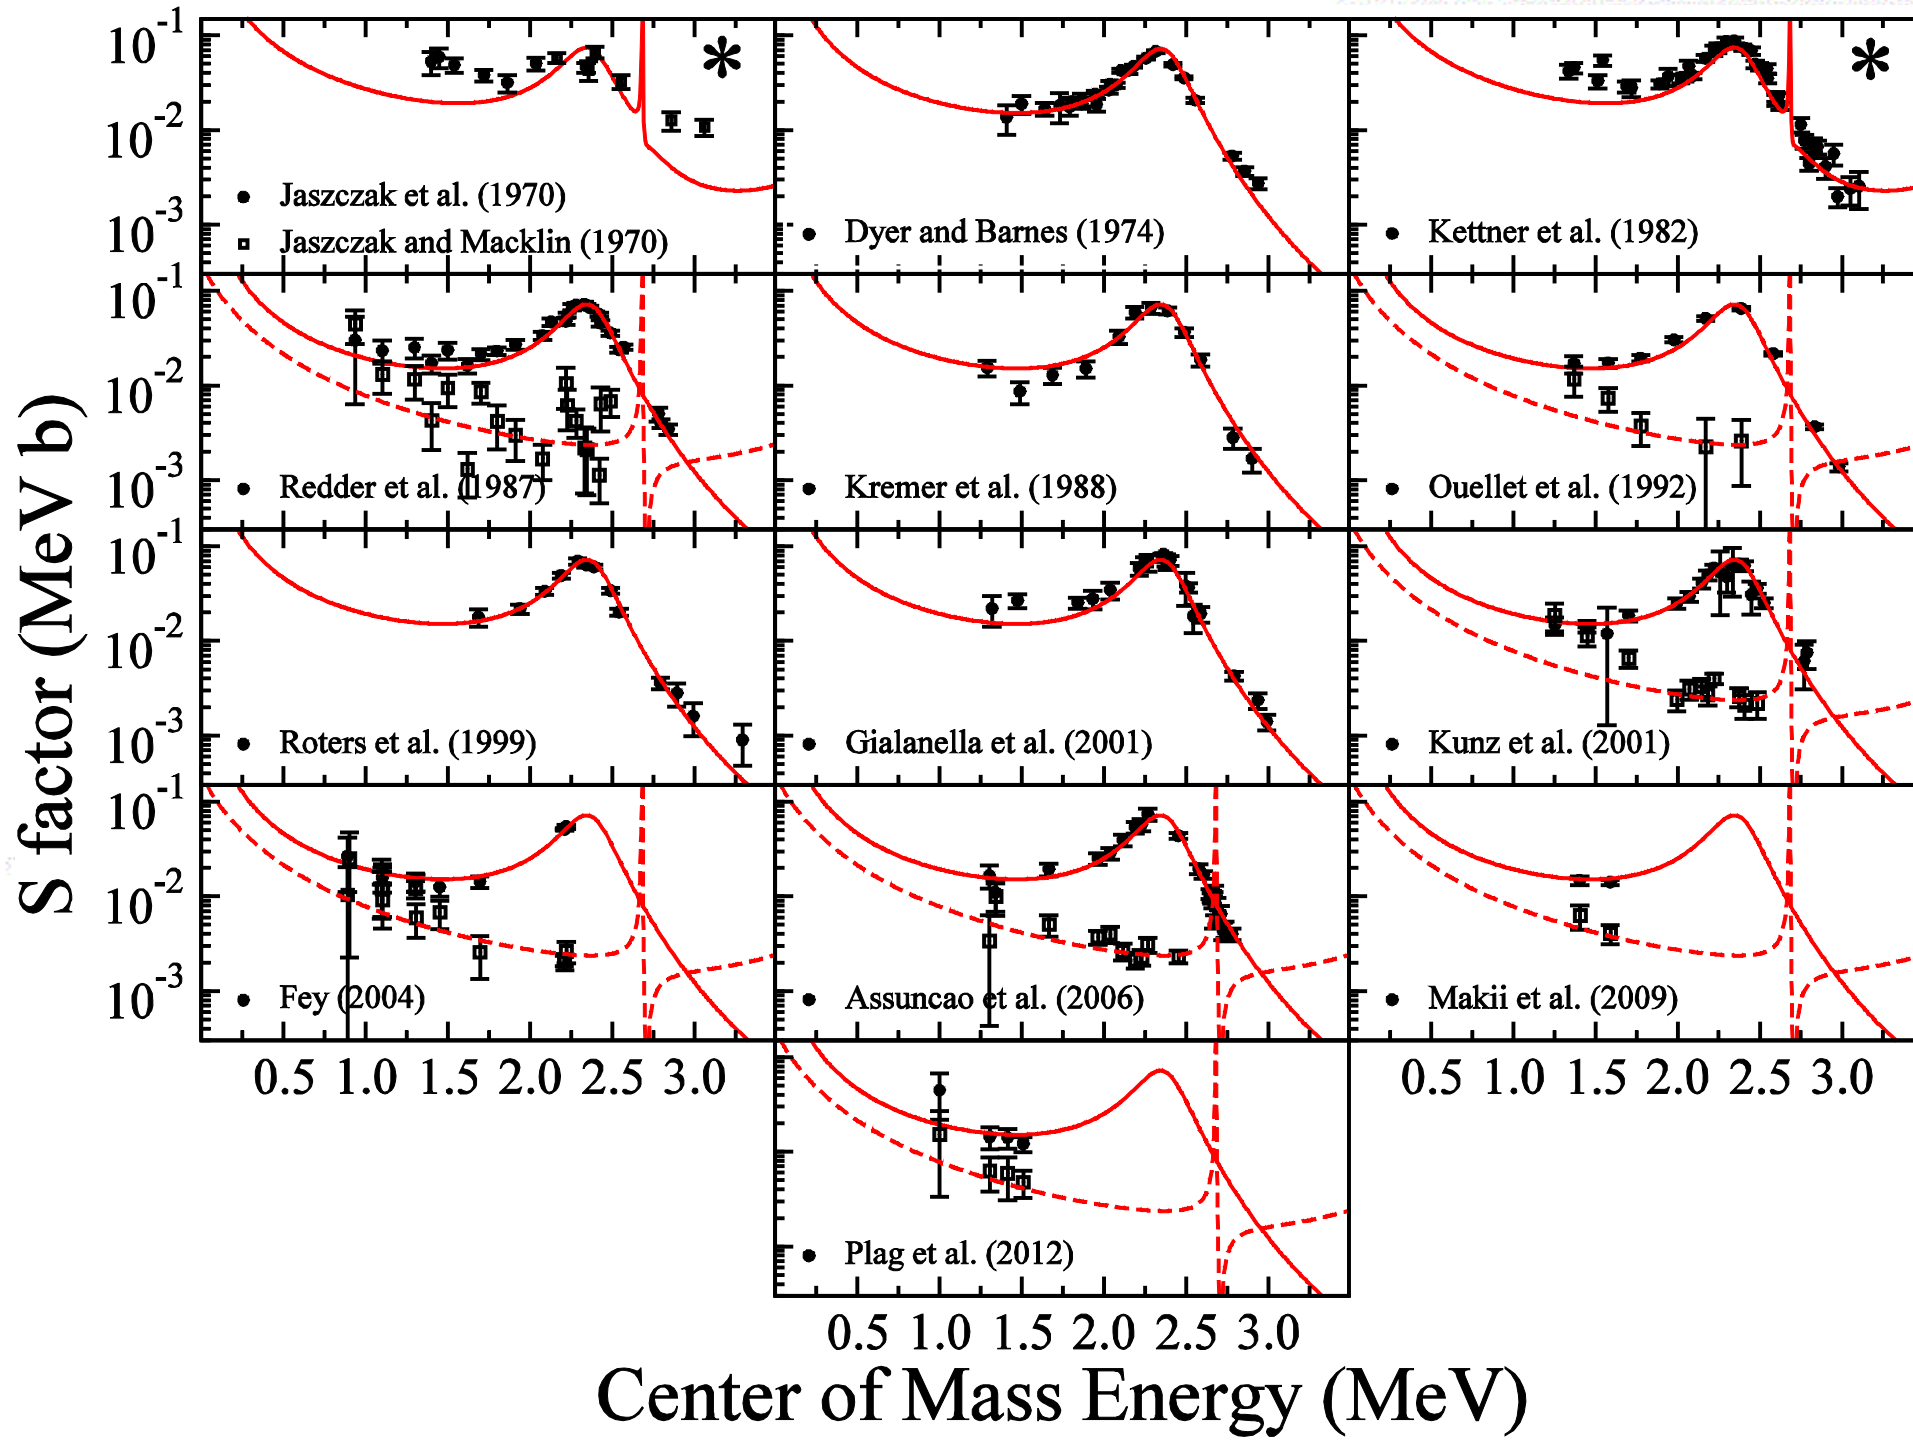 S factor (MeV b)
10-1
10-2
10-3
*
Jaszczak et al. (1970)
Jaszczak and Macklin (1970)
Dyer and Barnes (1974)
*
Kettner et al. (1982)
10-1
10-2
10-3
Redder et al. (1987)
Kremer et al. (1988)
Ouellet et al. (1992)
10-1
10-2
10-3
Roters et al. (1999)
Gialanella et al. (2001)
Kunz et al. (2001)
10-1
10-2
10-3
Fey (2004)
Assuncao et al. (2006)
Makii et al. (2009)
0.5 1.0 1.5 2.0 2.5 3.0
0.5 1.0 1.5 2.0 2.5 3.0
Plag et al. (2012)
0.5 1.0 1.5 2.0 2.5 3.0
Center of Mass Energy (MeV)